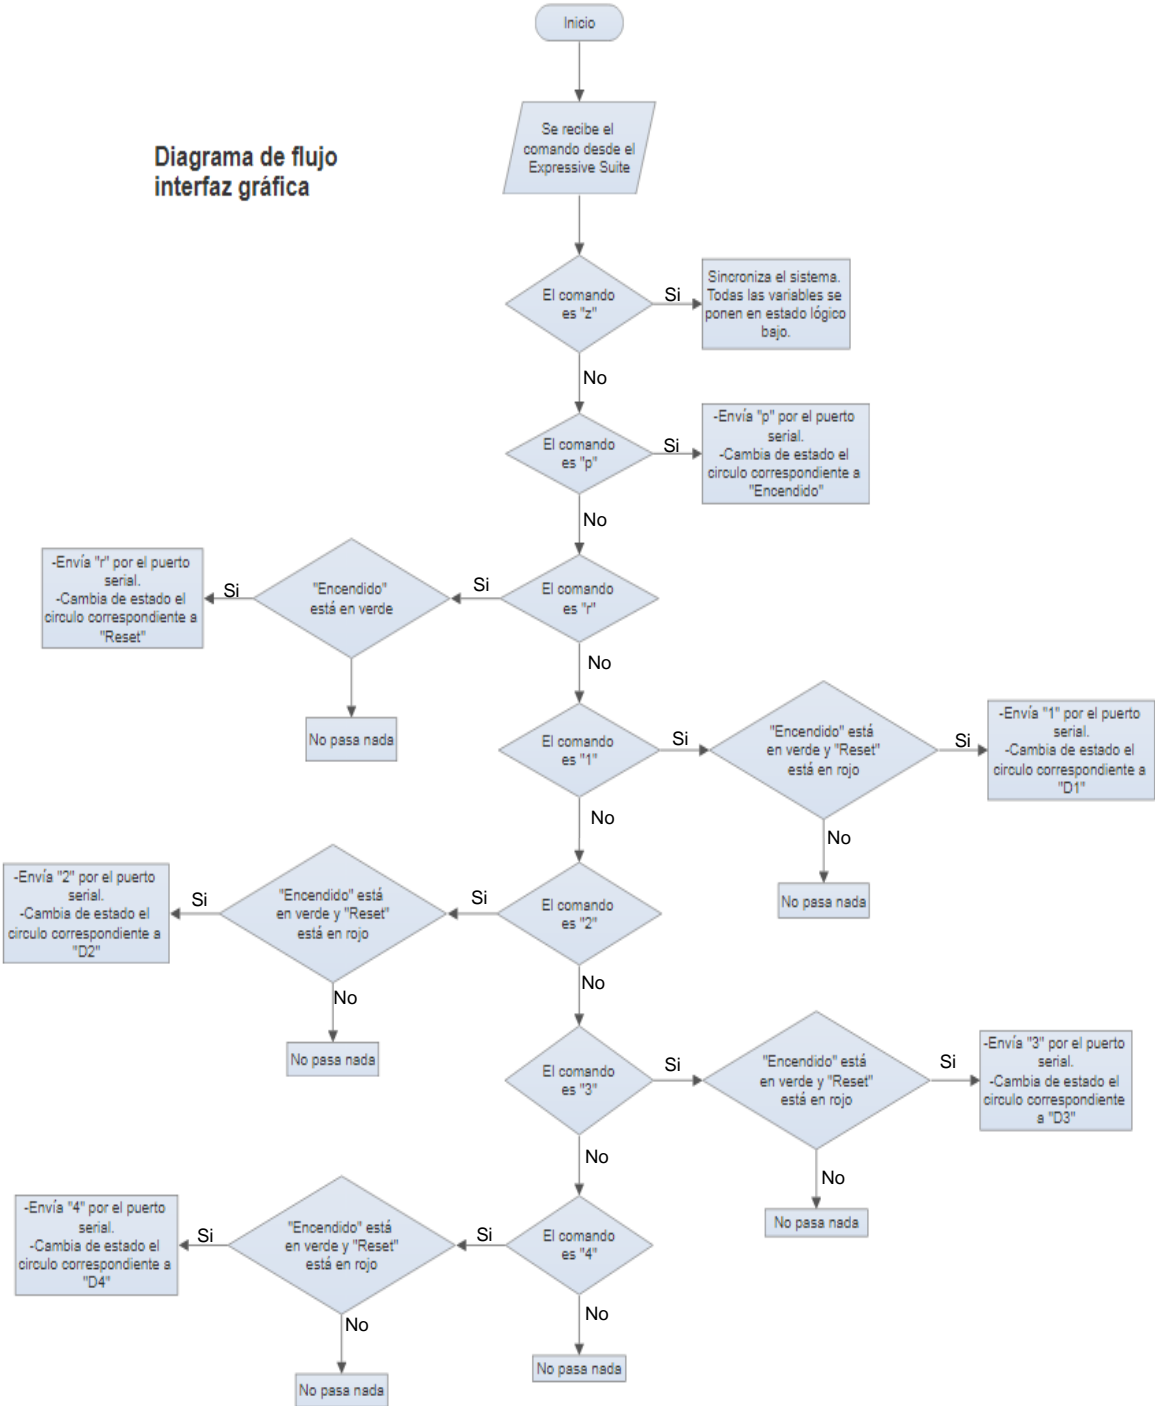 Inicio
Se recibe el
comando desde el
Expressive Suite
Diagrama de flujo
interfaz gráfica
El comando
es "z"
Si
Sincroniza el sistema.
Todas las variables se
ponen en estado lógico
bajo.
No
El comando
es "p"
Si
-Envía "p" por el puerto
serial.
-Cambia de estado el
circulo correspondiente a
"Encendido"
No
El comando
es "r"
Si
"Encendido"
está en verde
Si
-Envía "r" por el puerto
serial.
-Cambia de estado el
circulo correspondiente a
"Reset"
No pasa nada
No
El comando
es "1"
Si
"Encendido" está
en verde y "Reset"
está en rojo
Si
-Envía "1" por el puerto
serial.
-Cambia de estado el
circulo correspondiente a
"D1"
No
No pasa nada
No
El comando
es "2"
Si
"Encendido" está
en verde y "Reset"
está en rojo
Si
-Envía "2" por el puerto
serial.
-Cambia de estado el
circulo correspondiente a
"D2"
No
No pasa nada
No
El comando
es "3"
Si
"Encendido" está
en verde y "Reset"
está en rojo
Si
-Envía "3" por el puerto
serial.
-Cambia de estado el
circulo correspondiente
a "D3"
No
No pasa nada
No
El comando
es "4"
Si
"Encendido" está
en verde y "Reset"
está en rojo
Si
-Envía "4" por el puerto
serial.
-Cambia de estado el
circulo correspondiente a
"D4"
No
No pasa nada
No
No pasa nada